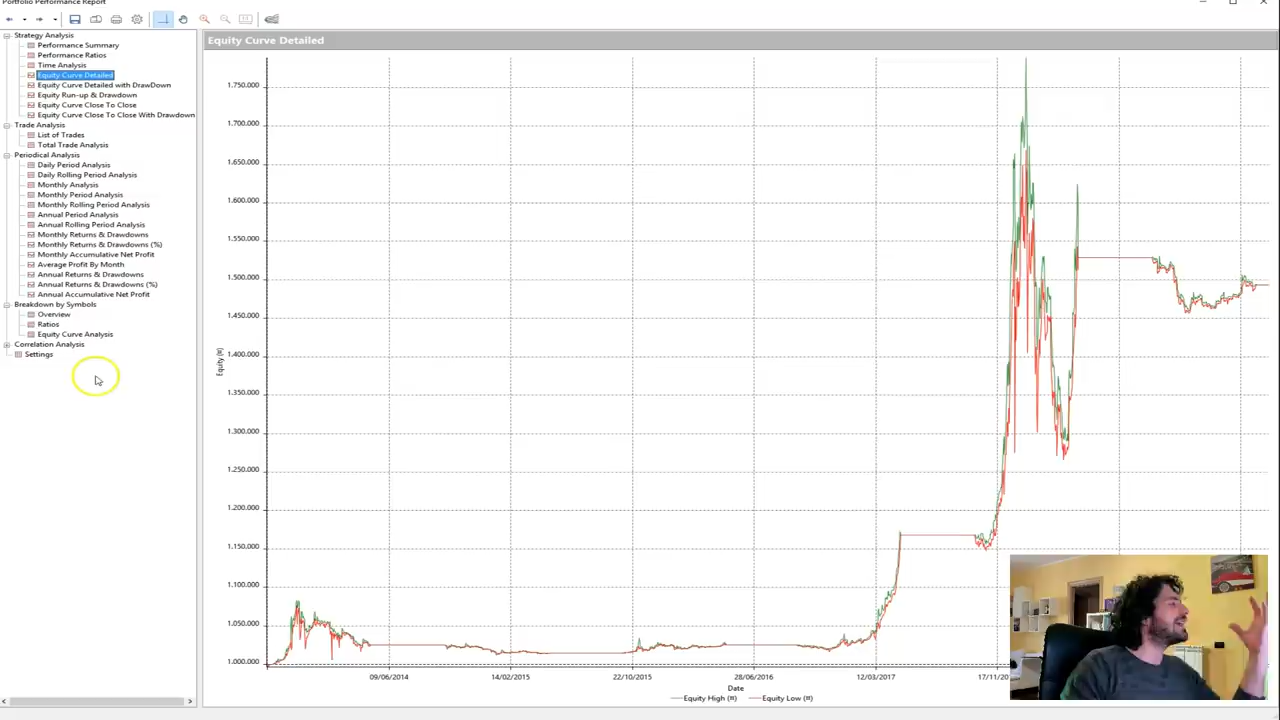 Portfolio Performance Report
Strategy Analysis
Performance Summary
Performance Ratios
Time Analysis
Equity Curve Detailed
Equity Curve Detailed with DrawDown
Equity Run-up & Drawdown
Equity Curve Close To Close
Equity Curve Close To Close With Drawdown
Trade Analysis
List of Trades
Total Trade Analysis
Periodical Analysis
Daily Period Analysis
Daily Rolling Period Analysis
Monthly Analysis
Monthly Period Analysis
Monthly Rolling Period Analysis
Annual Period Analysis
Annual Rolling Period Analysis
Monthly Returns & Drawdowns
Monthly Returns & Drawdowns (%)
Monthly Accumulative Net Profit
Average Profit By Month
Annual Returns & Drawdowns
Annual Returns & Drawdowns (%)
Annual Accumulative Net Profit
Breakdown by Symbols
Overview
Ratios
Equity Curve Analysis
Correlation Analysis
Settings
Equity Curve Detailed
1.750.000
1.700.000
1.650.000
1.600.000
1.550.000
1.500.000
1.450.000
1.400.000
1.350.000
1.300.000
1.250.000
1.200.000
1.150.000
1.100.000
1.050.000
1.000.000
Equity (¤)
09/06/2014 14/02/2015 22/10/2015 28/06/2016 12/03/2017 17/11/20
Date
Equity High (¤) Equity Low (¤)